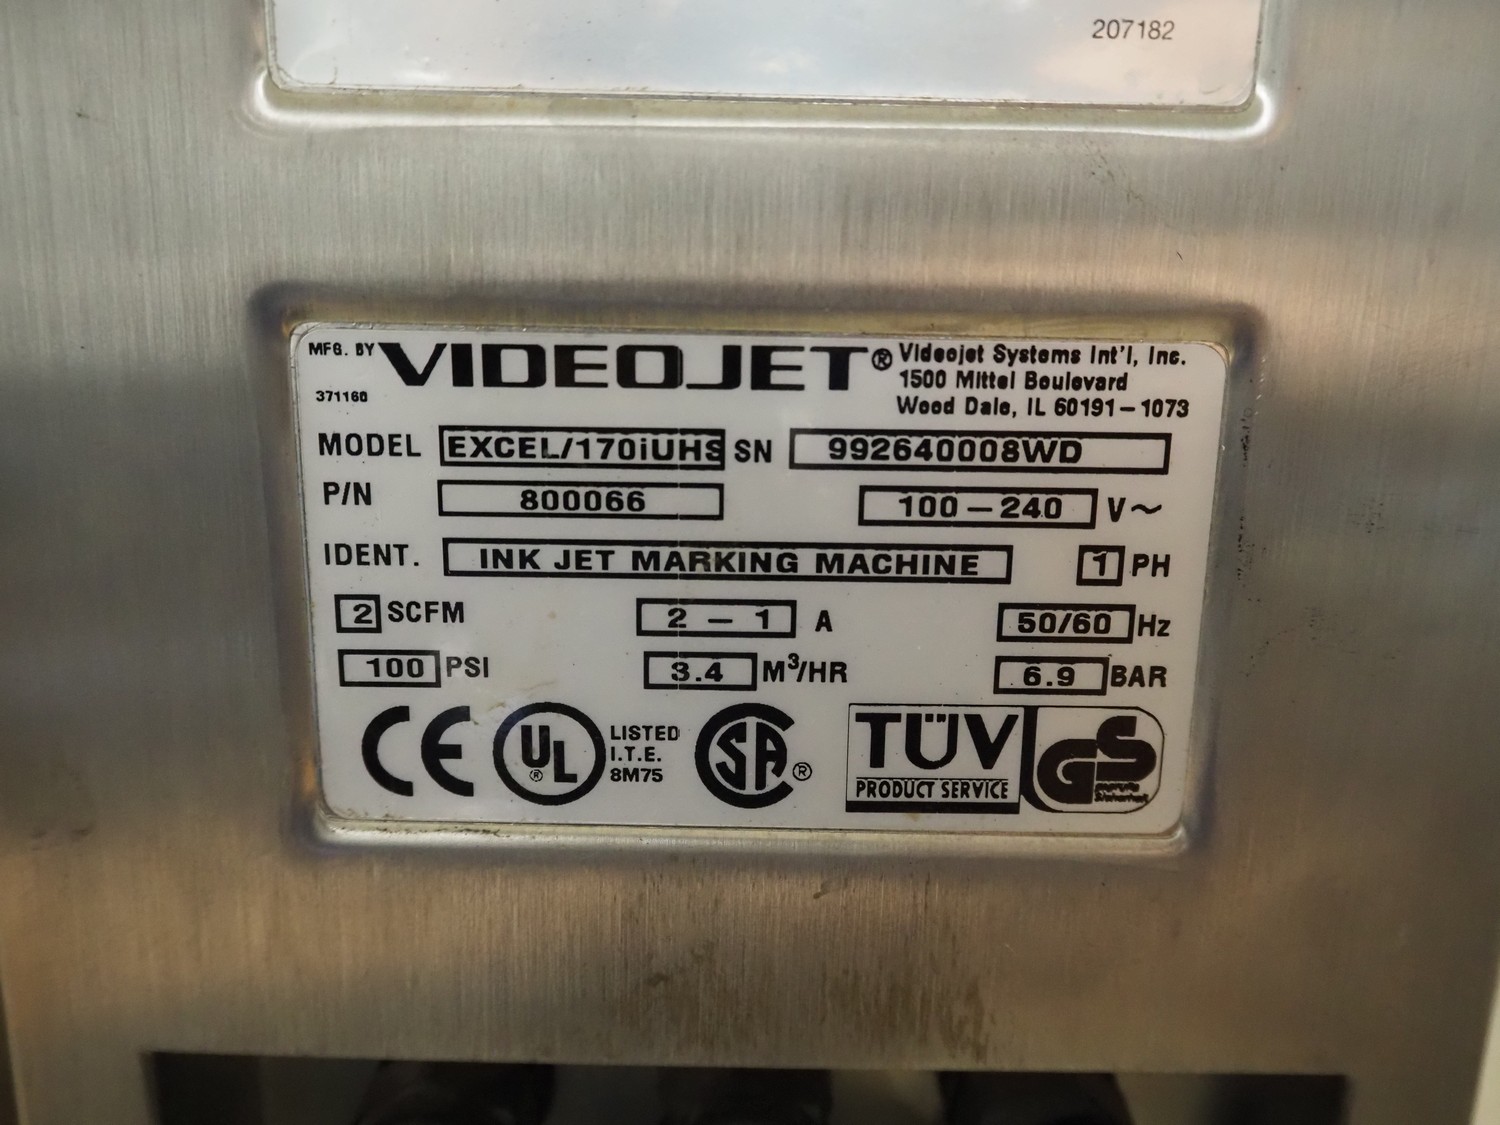 207182
MFG. BY VIDEOJET® Videojet Systems Int'l, Inc.
371160 1500 Mittel Boulevard
Wood Dale, IL 60191-1073
MODEL EXCEL/170iUHS SN 992640008WD
P/N 800066 100-240 V~
IDENT. INK JET MARKING MACHINE 1 PH
2 SCFM 2 - 1 A 50/60 Hz
100 PSI 3.4 M³/HR 6.9 BAR
CE UL ® LISTED I.T.E. 8M75 SA ® TÜV PRODUCT SERVICE GS